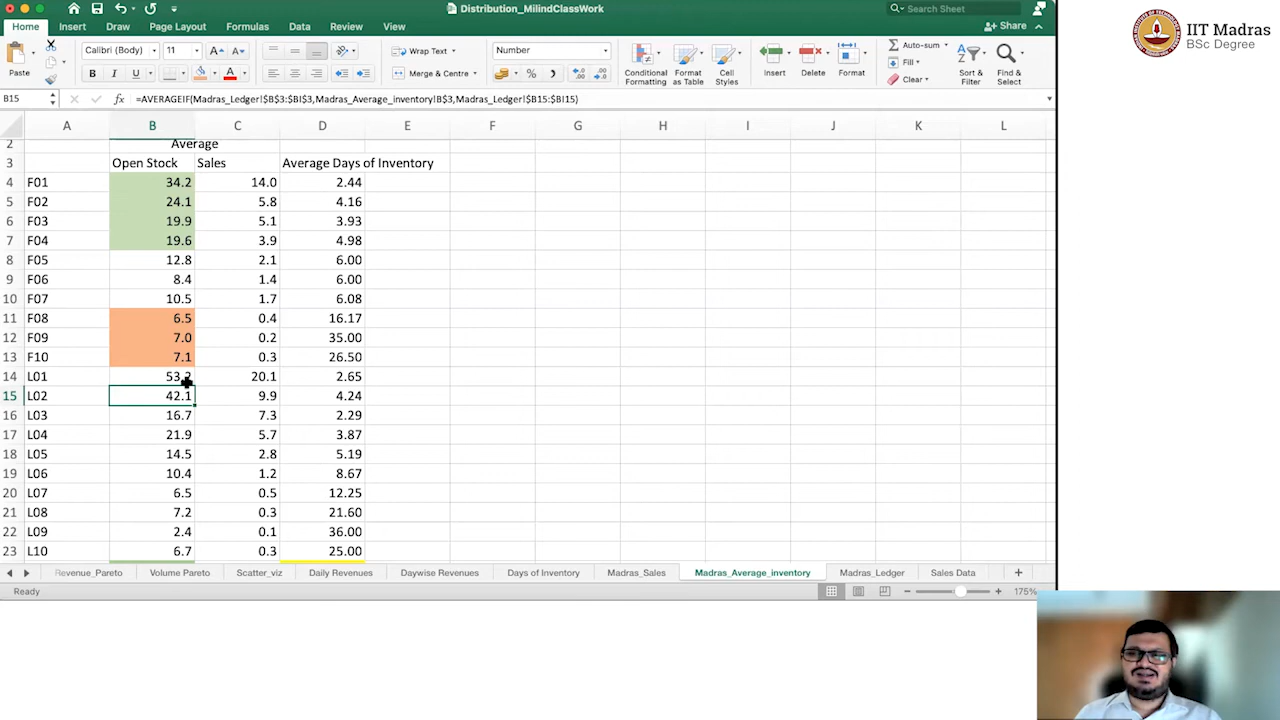 Distribution_MilindClassWork
Search Sheet
Home Insert Draw Page Layout Formulas Data Review View
Share
Paste
Calibri (Body) 11
Wrap Text
Number
Merge & Centre
B I U
Conditional Formatting
Format as Table
Cell Styles
Insert Delete Format
Auto-sum
Fill
Clear
Sort & Filter
Find & Select
B15 fx =AVERAGEIF(Madras_Ledger!$B$3:$BI$3,Madras_Average_inventory!B$3,Madras_Ledger!$B15:$BI15)
A B C D E F G H I J K L
2 Average
3 Open Stock Sales Average Days of Inventory
4 F01 34.2 14.0 2.44
5 F02 24.1 5.8 4.16
6 F03 19.9 5.1 3.93
7 F04 19.6 3.9 4.98
8 F05 12.8 2.1 6.00
9 F06 8.4 1.4 6.00
10 F07 10.5 1.7 6.08
11 F08 6.5 0.4 16.17
12 F09 7.0 0.2 35.00
13 F10 7.1 0.3 26.50
14 L01 53.2 20.1 2.65
15 L02 42.1 9.9 4.24
16 L03 16.7 7.3 2.29
17 L04 21.9 5.7 3.87
18 L05 14.5 2.8 5.19
19 L06 10.4 1.2 8.67
20 L07 6.5 0.5 12.25
21 L08 7.2 0.3 21.60
22 L09 2.4 0.1 36.00
23 L10 6.7 0.3 25.00
Revenue_Pareto Volume Pareto Scatter_viz Daily Revenues Daywise Revenues Days of Inventory Madras_Sales Madras_Average_inventory Madras_Ledger Sales Data
Ready
175%
IIT Madras
BSc Degree